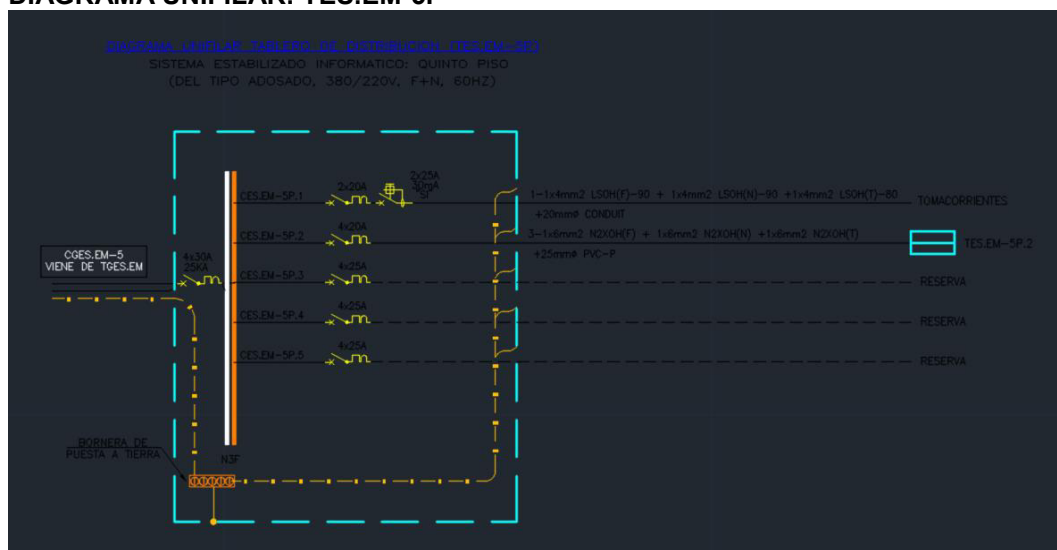 DIAGRAMA UNIFILAR: TES.EM-5P
DIAGRAMA UNIFILAR TABLERO DE DISTRIBUCION (TES.EM-5P)
SISTEMA ESTABILIZADO INFORMATICO: QUINTO PISO
(DEL TIPO ADOSADO, 380/220V, F+N, 60HZ)
CGES.EM-5
VIENE DE TGES.EM
4x30A
25KA
CES.EM-5P.1
2x20A
2x25A
30mA
SI
1-1x4mm2 LSOH(F)-90 + 1x4mm2 LSOH(N)-90 +1x4mm2 LSOH(T)-80
+20mmø CONDUIT
TOMACORRIENTES
CES.EM-5P.2
4x20A
3-1x6mm2 N2XOH(F) + 1x6mm2 N2XOH(N) +1x6mm2 N2XOH(T)
+25mmø PVC-P
TES.EM-5P.2
CES.EM-5P.3
4x25A
RESERVA
CES.EM-5P.4
4x25A
RESERVA
CES.EM-5P.5
4x25A
RESERVA
BORNERA DE
PUESTA A TIERRA
N3F